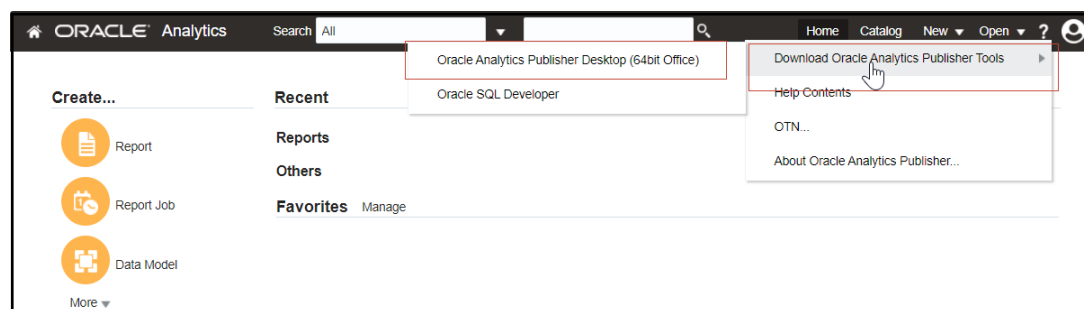 ORACLE® Analytics Search All Home Catalog New Open ?
Oracle Analytics Publisher Desktop (64bit Office)
Oracle SQL Developer
Download Oracle Analytics Publisher Tools
Help Contents
OTN...
About Oracle Analytics Publisher...
Create...
Report
Report Job
Data Model
More
Recent
Reports
Others
Favorites Manage